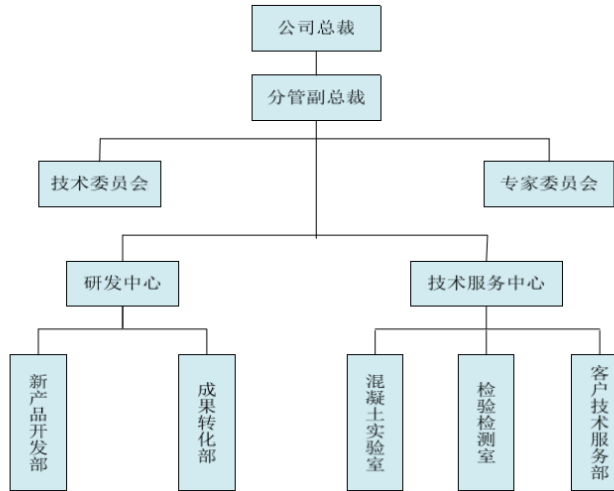 公司总裁
分管副总裁
技术委员会
专家委员会
研发中心
技术服务中心
新产品开发部
成果转化部
混凝土实验室
检验检测室
客户技术服务部